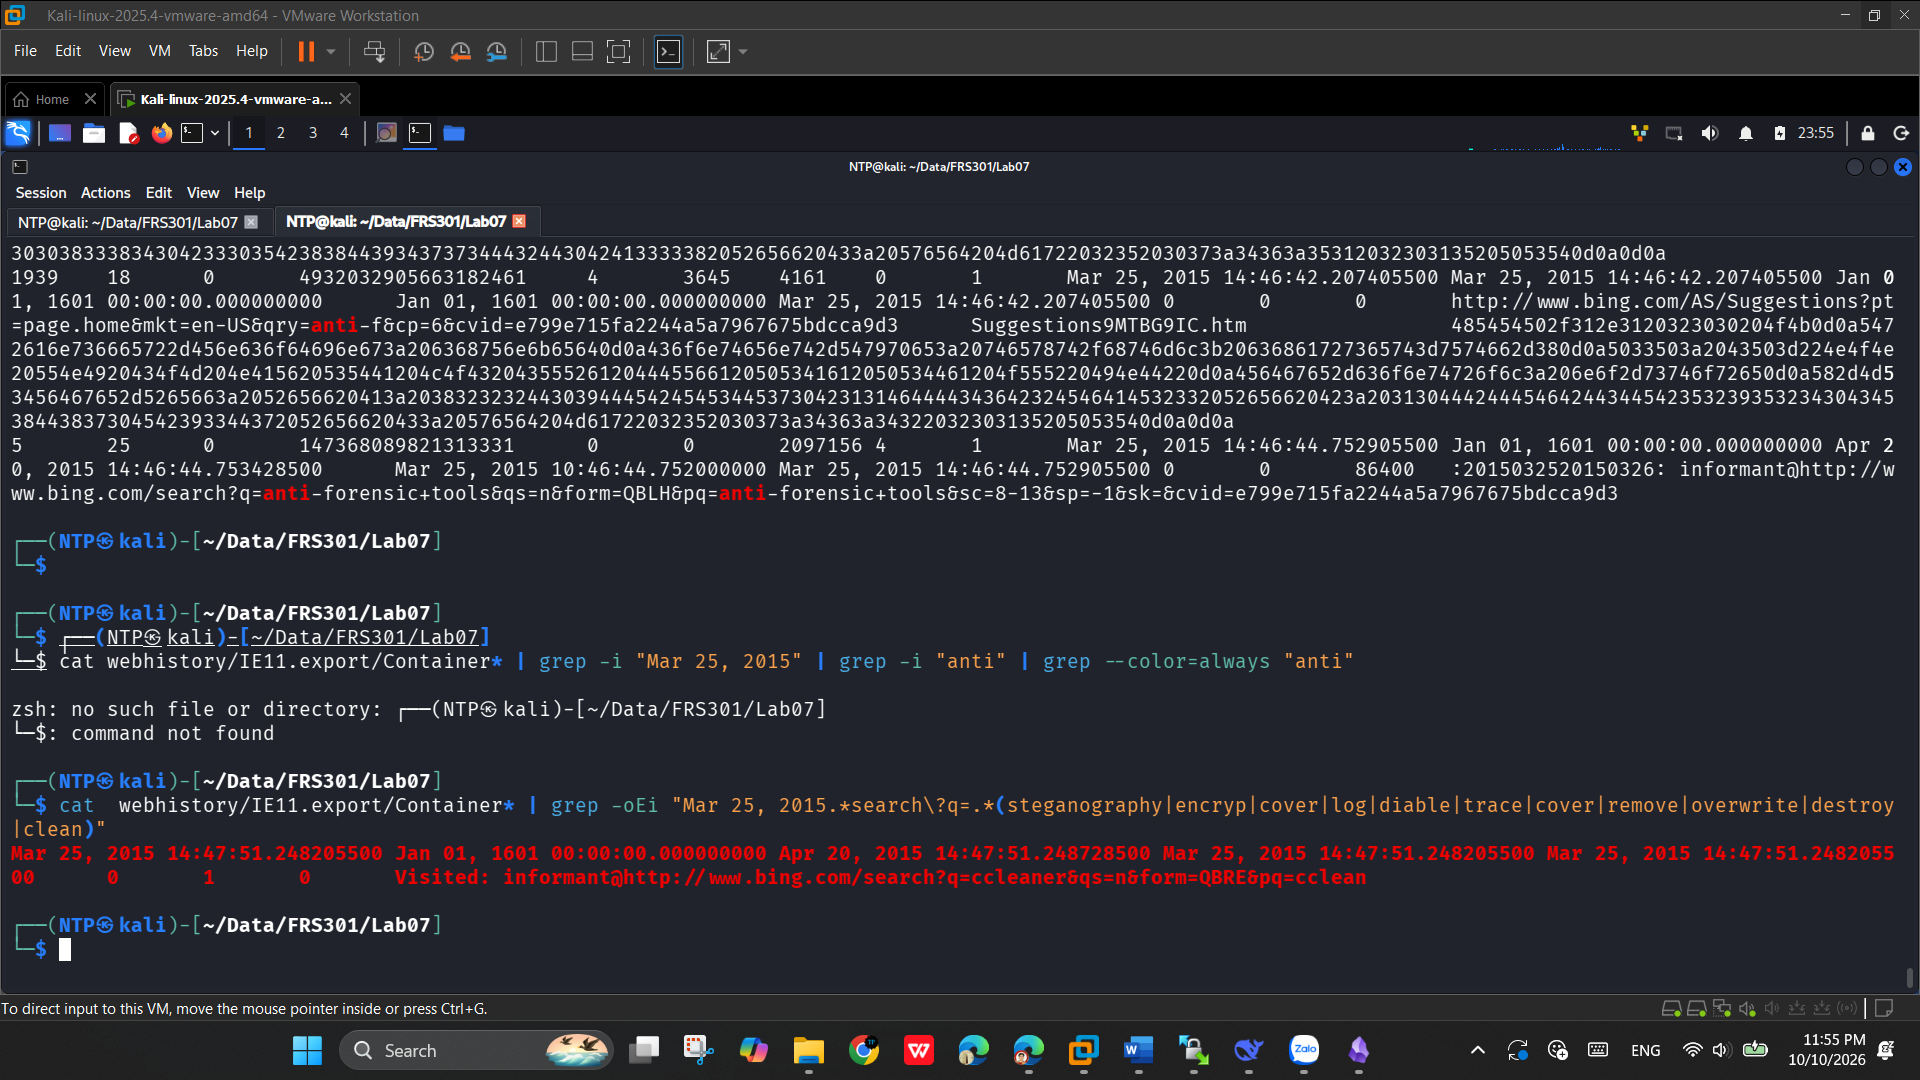 Kali-linux-2025.4-vmware-amd64 - VMware Workstation
File Edit View VM Tabs Help
Home Kali-linux-2025.4-vmware-a...
1 2 3 4 23:55
NTP@kali: ~/Data/FRS301/Lab07
Session Actions Edit View Help
NTP@kali: ~/Data/FRS301/Lab07 NTP@kali: ~/Data/FRS301/Lab07
1939 18 0 4932032905663182461 4 3645 4161 0 1 Mar 25, 2015 14:46:42.207405500 Mar 25, 2015 14:46:42.207405500 Jan 0
1, 1601 00:00:00.000000000 Jan 01, 1601 00:00:00.000000000 Mar 25, 2015 14:46:42.207405500 0 0 0 http://www.bing.com/AS/Suggestions?pt
=page.home&mkt=en-US&qry=anti-f&cp=6&cvid=e799e715fa2244a5a7967675bdcca9d3 Suggestions9MTBG9IC.htm 485454502f312e3120323030204f4b0d0a547
2616e736665722d456e636f64696e673a206368756e6b65640d0a436f6e74656e742d547970653a20746578742f68746d6c3b20636861727365743d7574662d380d0a5033503a2043503d224e4f4e
5 25 0 147368089821313331 0 0 2097156 4 1 Mar 25, 2015 14:46:44.752905500 Jan 01, 1601 00:00:00.000000000 Apr 2
0, 2015 14:46:44.753428500 Mar 25, 2015 10:46:44.752000000 Mar 25, 2015 14:46:44.752905500 0 0 86400 :2015032520150326: informant@http://w
ww.bing.com/search?q=anti-forensic+tools&qs=n&form=QBLH&pq=anti-forensic+tools&sc=8-13&sp=-1&sk=&cvid=e799e715fa2244a5a7967675bdcca9d3
┌──(NTP㉿kali)-[~/Data/FRS301/Lab07]
└─$
┌──(NTP㉿kali)-[~/Data/FRS301/Lab07]
└─$ ┌──(NTP㉿kali)-[~/Data/FRS301/Lab07]
└─$ cat webhistory/IE11.export/Container* | grep -i "Mar 25, 2015" | grep -i "anti" | grep --color=always "anti"
zsh: no such file or directory: ┌──(NTP㉿kali)-[~/Data/FRS301/Lab07]
└─$: command not found
┌──(NTP㉿kali)-[~/Data/FRS301/Lab07]
└─$ cat  webhistory/IE11.export/Container* | grep -oEi "Mar 25, 2015.*search\?q=.*(steganography|encryp|cover|log|diable|trace|cover|remove|overwrite|destroy
|clean)"
Mar 25, 2015 14:47:51.248205500 Jan 01, 1601 00:00:00.000000000 Apr 20, 2015 14:47:51.248728500 Mar 25, 2015 14:47:51.248205500 Mar 25, 2015 14:47:51.2482055
00 0 1 0 Visited: informant@http://www.bing.com/search?q=ccleaner&qs=n&form=QBRE&pq=cclean
┌──(NTP㉿kali)-[~/Data/FRS301/Lab07]
└─$
To direct input to this VM, move the mouse pointer inside or press Ctrl+G.
Search
Zalo
ENG
11:55 PM
10/10/2026